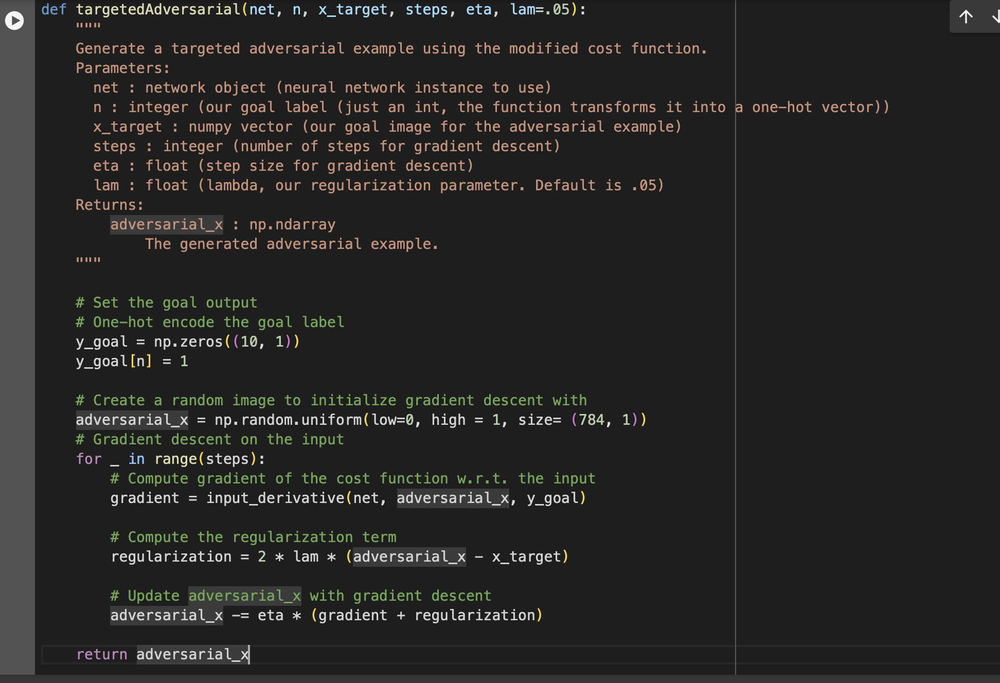 def targetedAdversarial(net, n, x_target, steps, eta, lam=.05):
    """
    Generate a targeted adversarial example using the modified cost function.
    Parameters:
      net : network object (neural network instance to use)
      n : integer (our goal label (just an int, the function transforms it into a one-hot vector))
      x_target : numpy vector (our goal image for the adversarial example)
      steps : integer (number of steps for gradient descent)
      eta : float (step size for gradient descent)
      lam : float (lambda, our regularization parameter. Default is .05)
    Returns:
        adversarial_x : np.ndarray
            The generated adversarial example.
    """
    # Set the goal output
    # One-hot encode the goal label
    y_goal = np.zeros((10, 1))
    y_goal[n] = 1
    # Create a random image to initialize gradient descent with
    adversarial_x = np.random.uniform(low=0, high = 1, size= (784, 1))
    # Gradient descent on the input
    for _ in range(steps):
        # Compute gradient of the cost function w.r.t. the input
        gradient = input_derivative(net, adversarial_x, y_goal)
        # Compute the regularization term
        regularization = 2 * lam * (adversarial_x - x_target)
        # Update adversarial_x with gradient descent
        adversarial_x -= eta * (gradient + regularization)
    return adversarial_x